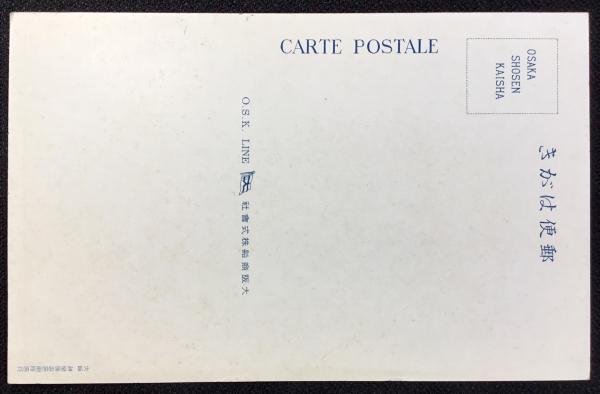 CARTE POSTALE
OSAKA
SHOSEN
KAISHA
郵便はがき
O.S.K. LINE 大阪商船株式會社